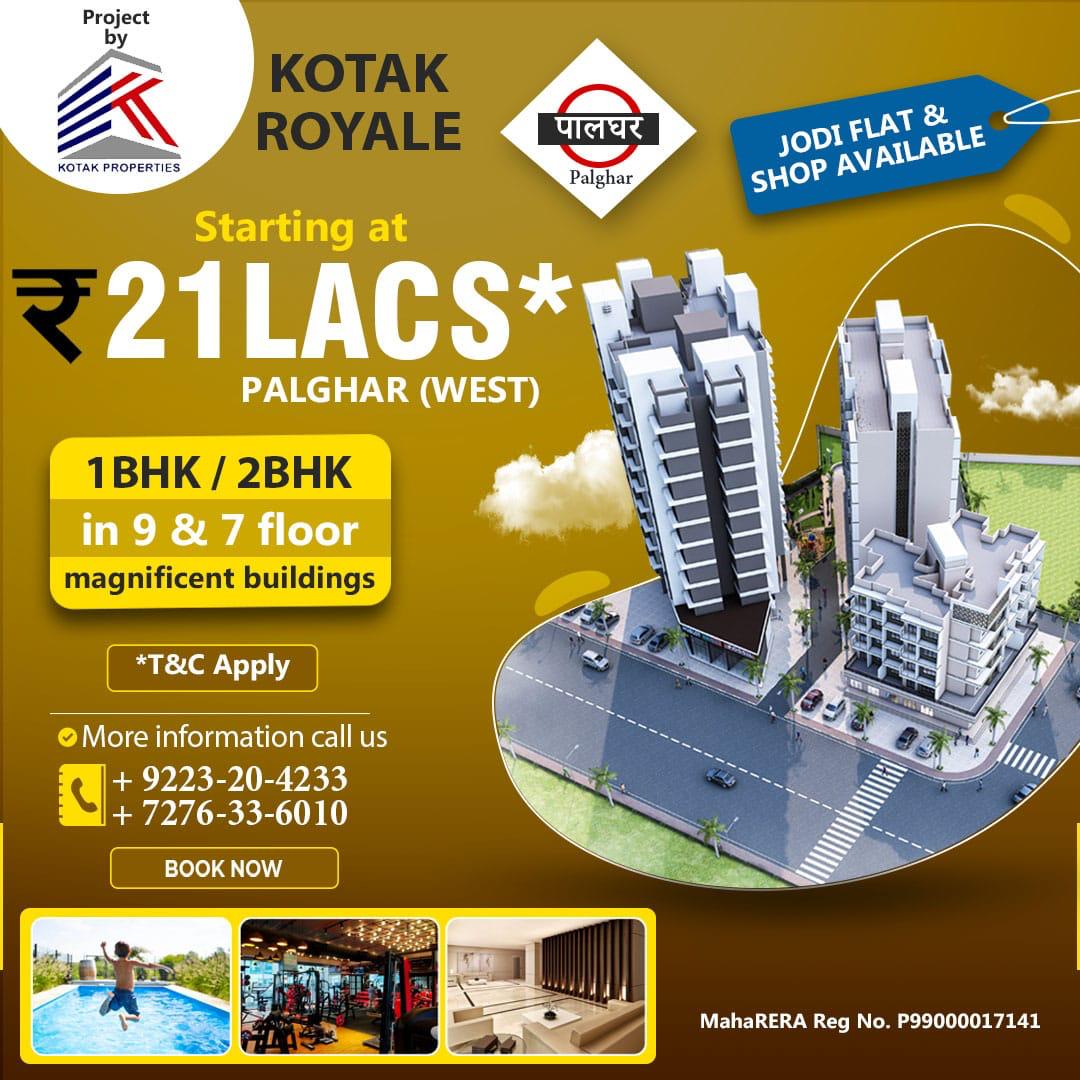 Project
by
KOTAK PROPERTIES
KOTAK
ROYALE
पालघर
Palghar
JODI FLAT &
SHOP AVAILABLE
Starting at
₹21LACS*
PALGHAR (WEST)
1BHK / 2BHK
in 9 & 7 floor
magnificent buildings
*T&C Apply
More information call us
+ 9223-20-4233
+ 7276-33-6010
BOOK NOW
MahaRERA Reg No. P99000017141